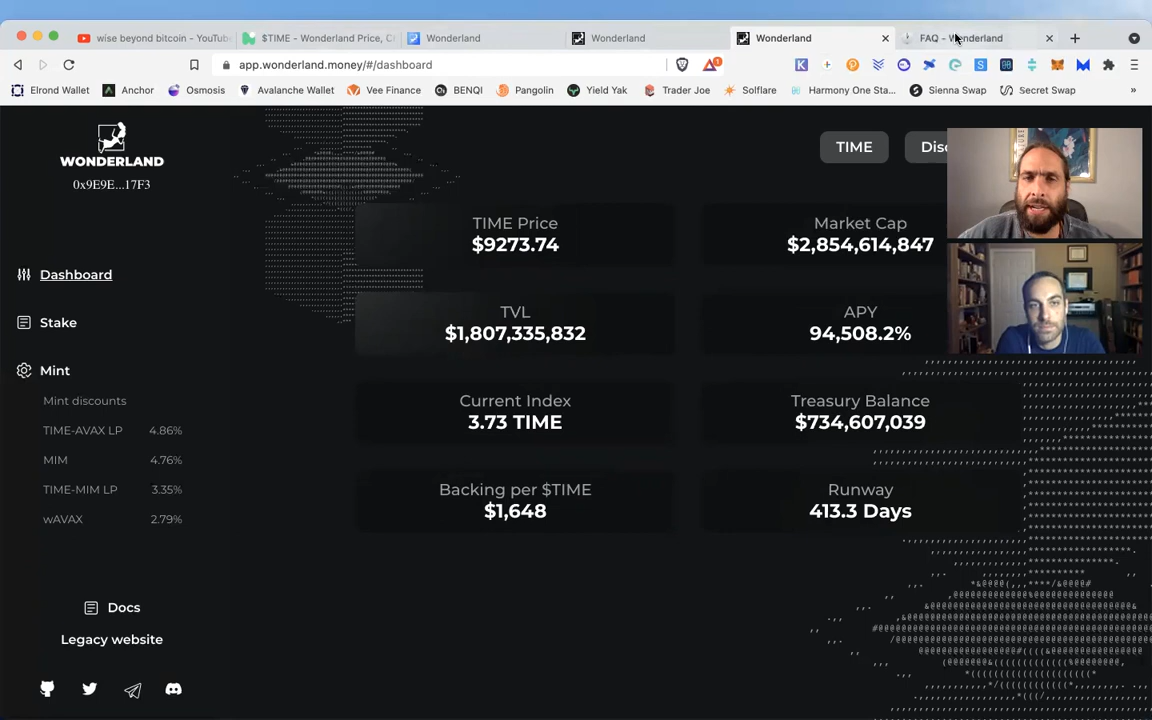 wise beyond bitcoin - YouTub
$TIME - Wonderland Price, C
Wonderland
Wonderland
Wonderland
FAQ - Wonderland
app.wonderland.money/#/dashboard
1
Elrond Wallet
Anchor
Osmosis
Avalanche Wallet
Vee Finance
BENQI
Pangolin
Yield Yak
Trader Joe
Solflare
Harmony One Sta...
Sienna Swap
Secret Swap
»
WONDERLAND
0x9E9E...17F3
TIME
Disc
TIME Price
$9273.74
Market Cap
$2,854,614,847
TVL
$1,807,335,832
APY
94,508.2%
Current Index
3.73 TIME
Treasury Balance
$734,607,039
Backing per $TIME
$1,648
Runway
413.3 Days
Dashboard
Stake
Mint
Mint discounts
TIME-AVAX LP 4.86%
MIM 4.76%
TIME-MIM LP 3.35%
wAVAX 2.79%
Docs
Legacy website